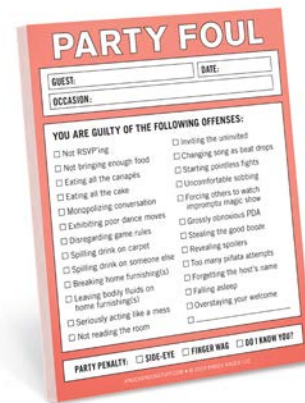 PARTY FOUL
GUEST:
DATE:
OCCASION:
YOU ARE GUILTY OF THE FOLLOWING OFFENSES:
Not RSVP'ing
Not bringing enough food
Eating all the canapés
Eating all the cake
Monopolizing conversation
Exhibiting poor dance moves
Disregarding game rules
Spilling drink on carpet
Spilling drink on someone else
Breaking home furnishing(s)
Leaving bodily fluids on
home furnishing(s)
Seriously acting like a mess
Not reading the room
Inviting the uninvited
Changing song as beat drops
Starting pointless fights
Uncomfortable sobbing
Forcing others to watch
impromptu magic show
Grossly obnoxious PDA
Stealing the good booze
Revealing spoilers
Too many piñata attempts
Forgetting the host's name
Falling asleep
Overstaying your welcome
PARTY PENALTY: SIDE-EYE FINGER WAG DO I KNOW YOU?